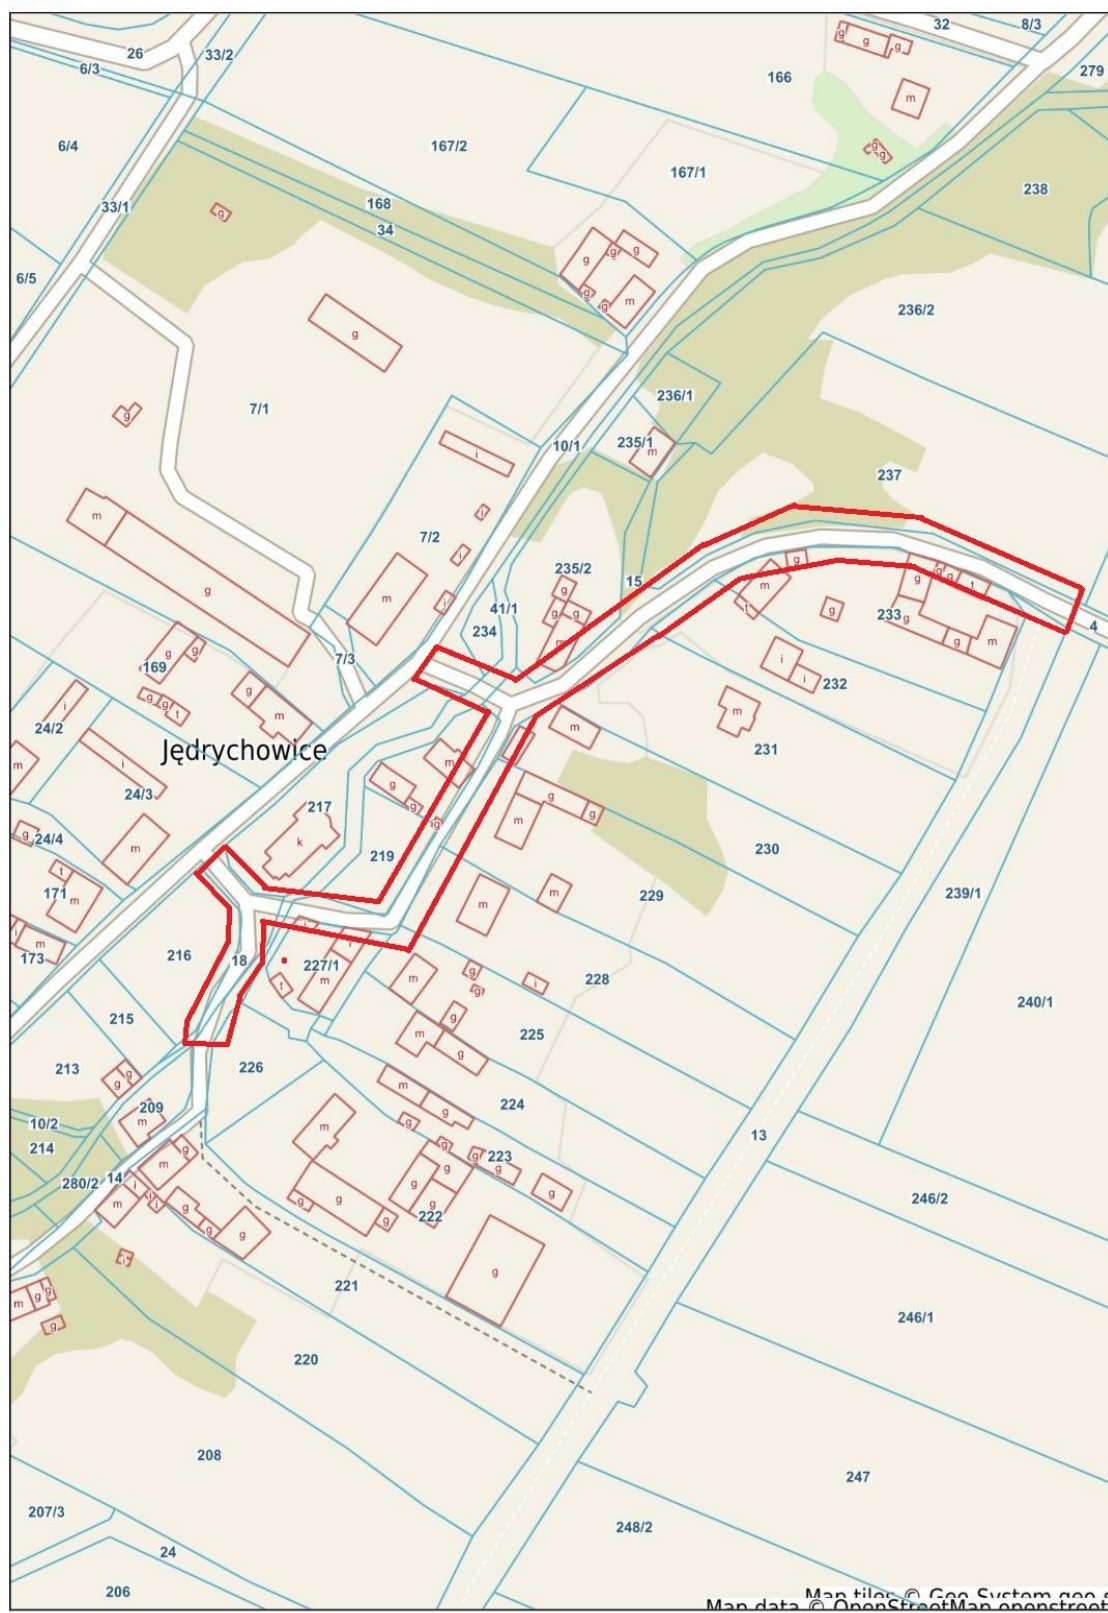 32
8/3
26
33/2
g
g
g
6/3
166
279
m
6/4
167/2
g
g
167/1
238
33/1
168
g
34
g
g
g
6/5
g
m
g
236/2
g
236/1
7/1
g
235/1
10/1
m
i
237
m
i
7/2
i
235/2
15
g
m
g
m
i
41/1
g
g
g
g
t
g
t
g
233
234
m
g
g
m
4
7/3
g
g
169
i
232
i
g
g
g
t
m
24/2
i
m
m
231
Jędrychowice
m
m
i
g
24/3
g
g
217
g
24/4
g
k
m
230
m
219
t
171
m
m
m
229
239/1
i
m
173
i
i
216
18
227/1
m
m
t
g
g
i
228
240/1
215
g
m
225
g
213
226
g
g
m
g
224
209
m
10/2
214
m
g
13
g
m
g
g
223
g
280/2
14
m
i
i
i
g
g
g
g
g
g
g
246/2
m
222
g
g
i
g
221
246/1
m
g
g
g
220
208
247
207/3
248/2
24
206
Map tiles © Geo-System geo-s
Map data © OpenStreetMap openstreet